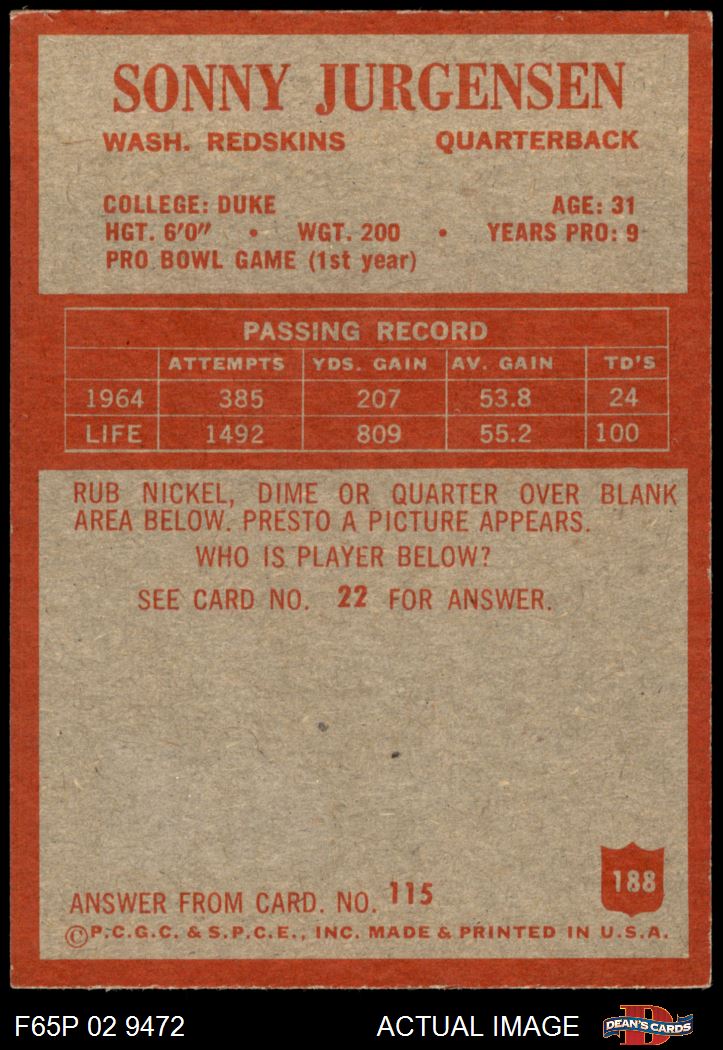 SONNY JURGENSEN
WASH. REDSKINS QUARTERBACK
COLLEGE: DUKE AGE: 31
HGT. 6'0" • WGT. 200 • YEARS PRO: 9
PRO BOWL GAME (1st year)
PASSING RECORD
ATTEMPTS YDS. GAIN AV. GAIN TD'S
1964 385 207 53.8 24
LIFE 1492 809 55.2 100
RUB NICKEL, DIME OR QUARTER OVER BLANK
AREA BELOW. PRESTO A PICTURE APPEARS.
WHO IS PLAYER BELOW?
SEE CARD NO. 22 FOR ANSWER.
188
ANSWER FROM CARD. NO. 115
©P.C.G.C. & S.P.C.E., INC. MADE & PRINTED IN U.S.A.
F65P 02 9472 ACTUAL IMAGE D DEAN'S CARDS